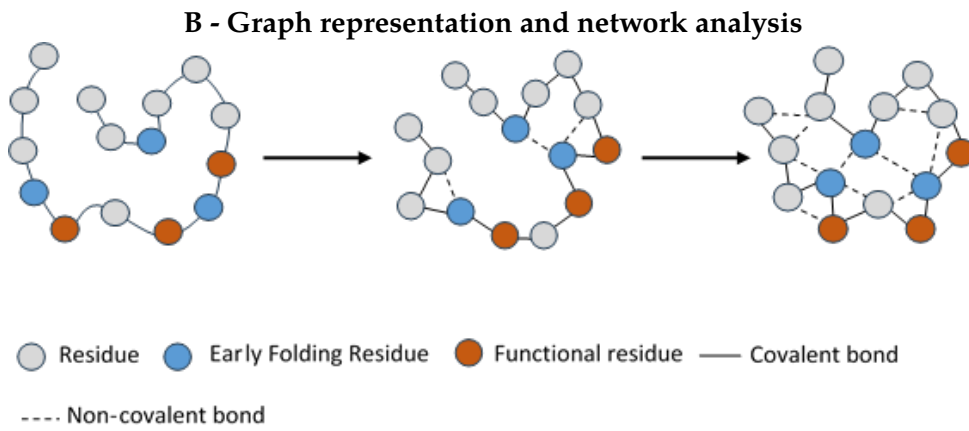 B - Graph representation and network analysis
Residue Early Folding Residue Functional residue Covalent bond
Non-covalent bond